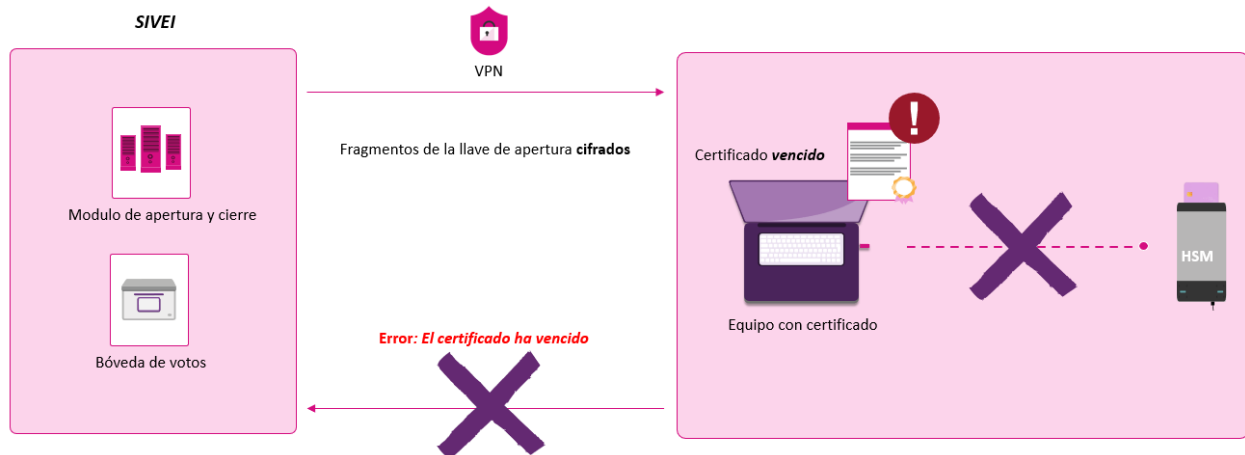 SIVEI
VPN
Fragmentos de la llave de apertura cifrados
Modulo de apertura y cierre
Bóveda de votos
Error: El certificado ha vencido
Certificado vencido
Equipo con certificado
HSM